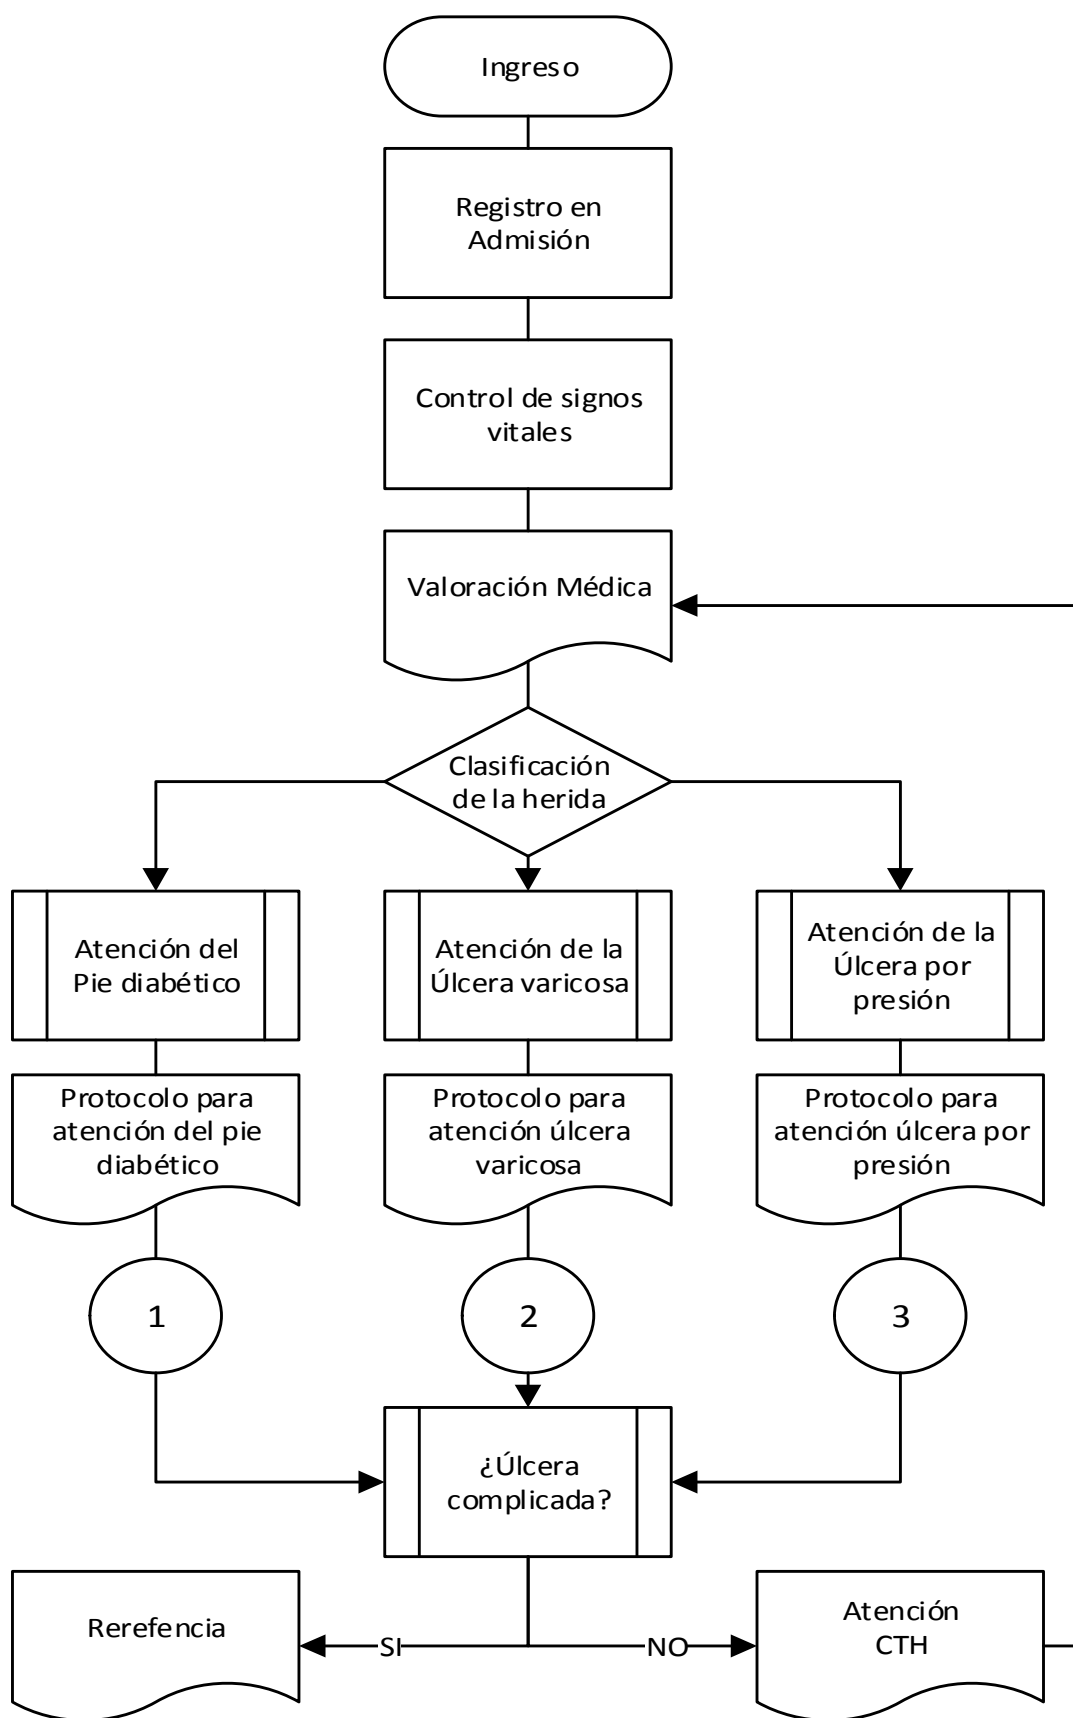 Ingreso
Registro en
Admisión
Control de signos
vitales
Valoración Médica
Clasificación
de la herida
Atención del
Pie diabético
Atención de la
Úlcera varicosa
Atención de la
Úlcera por
presión
Protocolo para
atención del pie
diabético
Protocolo para
atención úlcera
varicosa
Protocolo para
atención úlcera por
presión
1
2
3
¿Úlcera
complicada?
Rerefencia
SI
NO
Atención
CTH